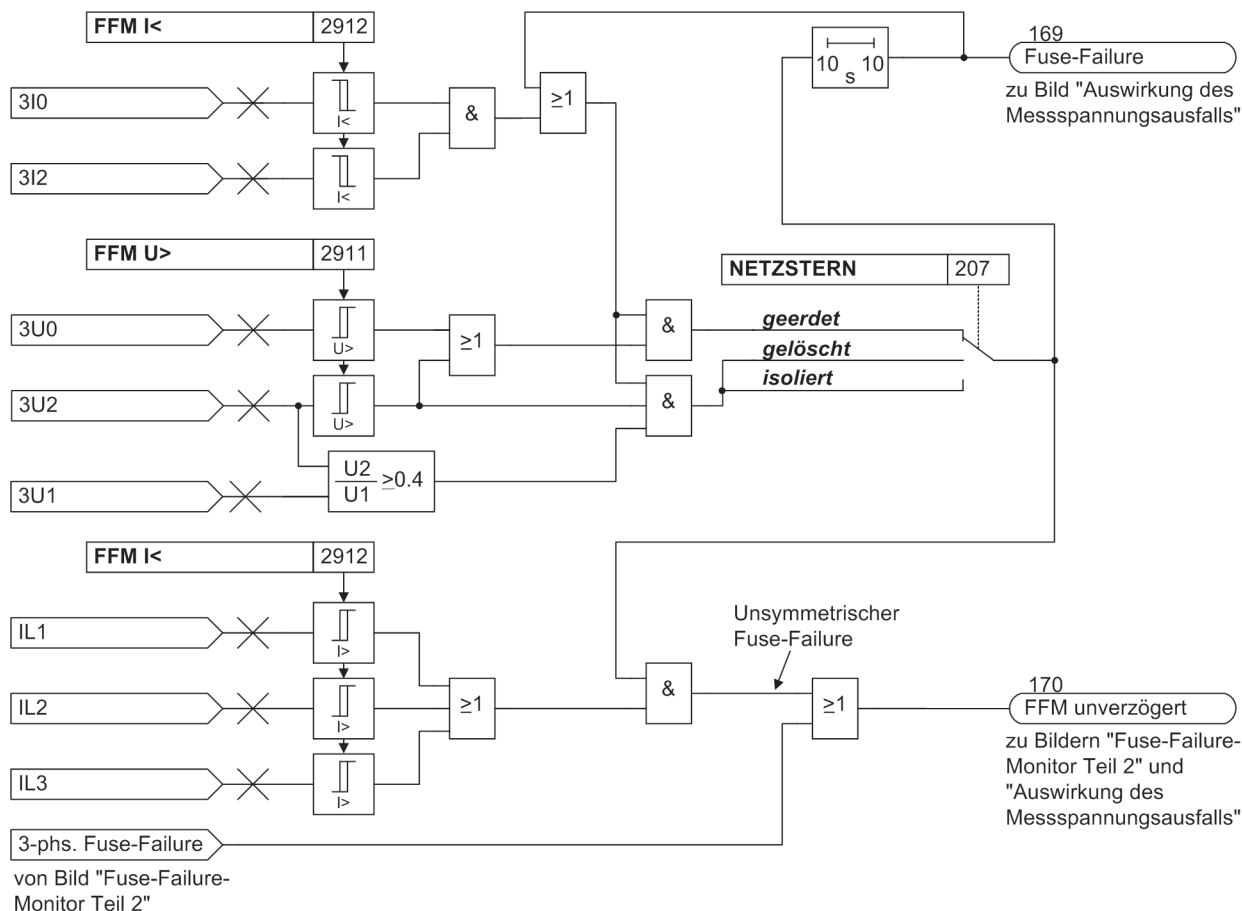 FFM I< 2912
3I0
I<
&
≥1
3I2
I<
10 s 10
169
Fuse-Failure
zu Bild "Auswirkung des
Messspannungsausfalls"
FFM U> 2911
3U0
U>
≥1
3U2
U>
3U1
U2
U1
≥0.4
&
&
NETZSTERN 207
geerdet
gelöscht
isoliert
FFM I< 2912
IL1
I>
IL2
I>
IL3
I>
≥1
&
Unsymmetrischer
Fuse-Failure
≥1
170
FFM unverzögert
zu Bildern "Fuse-Failure-
Monitor Teil 2" und
"Auswirkung des
Messspannungsausfalls"
3-phs. Fuse-Failure
von Bild "Fuse-Failure-
Monitor Teil 2"